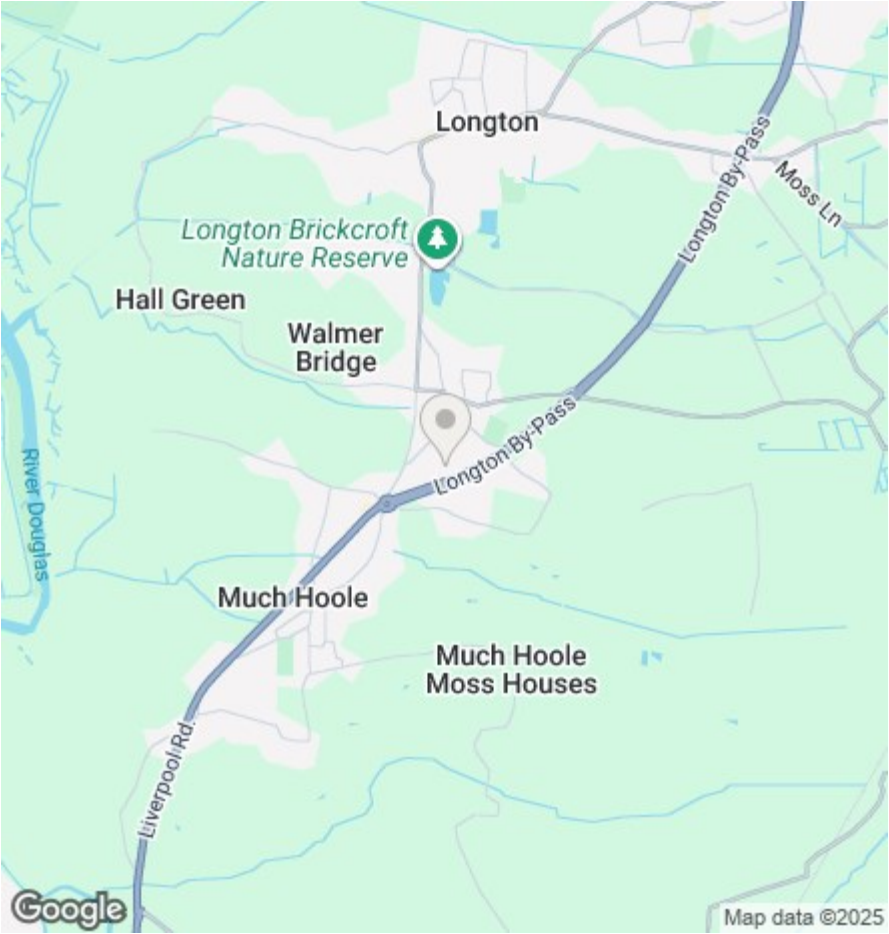 Longton
Longton By-Pass
Moss Ln
Longton Brickcroft
Nature Reserve
Hall Green
Walmer
Bridge
Longton By-Pass
River Douglas
Much Hoole
Much Hoole
Moss Houses
Liverpool Rd.
Google
Map data ©2025